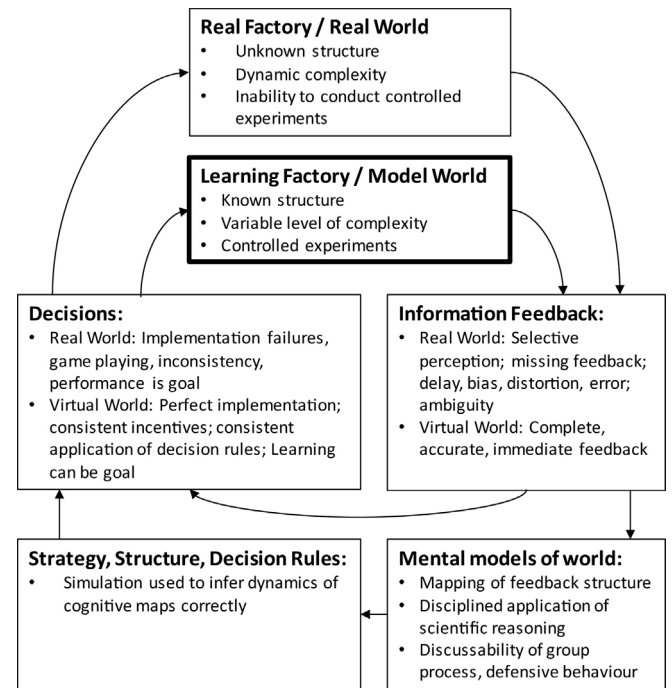 Real Factory / Real World
• Unknown structure
• Dynamic complexity
• Inability to conduct controlled
experiments
Learning Factory / Model World
• Known structure
• Variable level of complexity
• Controlled experiments
Decisions:
• Real World: Implementation failures,
game playing, inconsistency,
performance is goal
• Virtual World: Perfect implementation;
consistent incentives; consistent
application of decision rules; Learning
can be goal
Information Feedback:
• Real World: Selective
perception; missing feedback;
delay, bias, distortion, error;
ambiguity
• Virtual World: Complete,
accurate, immediate feedback
Strategy, Structure, Decision Rules:
• Simulation used to infer dynamics of
cognitive maps correctly
Mental models of world:
• Mapping of feedback structure
• Disciplined application of
scientific reasoning
• Discussability of group
process, defensive behaviour